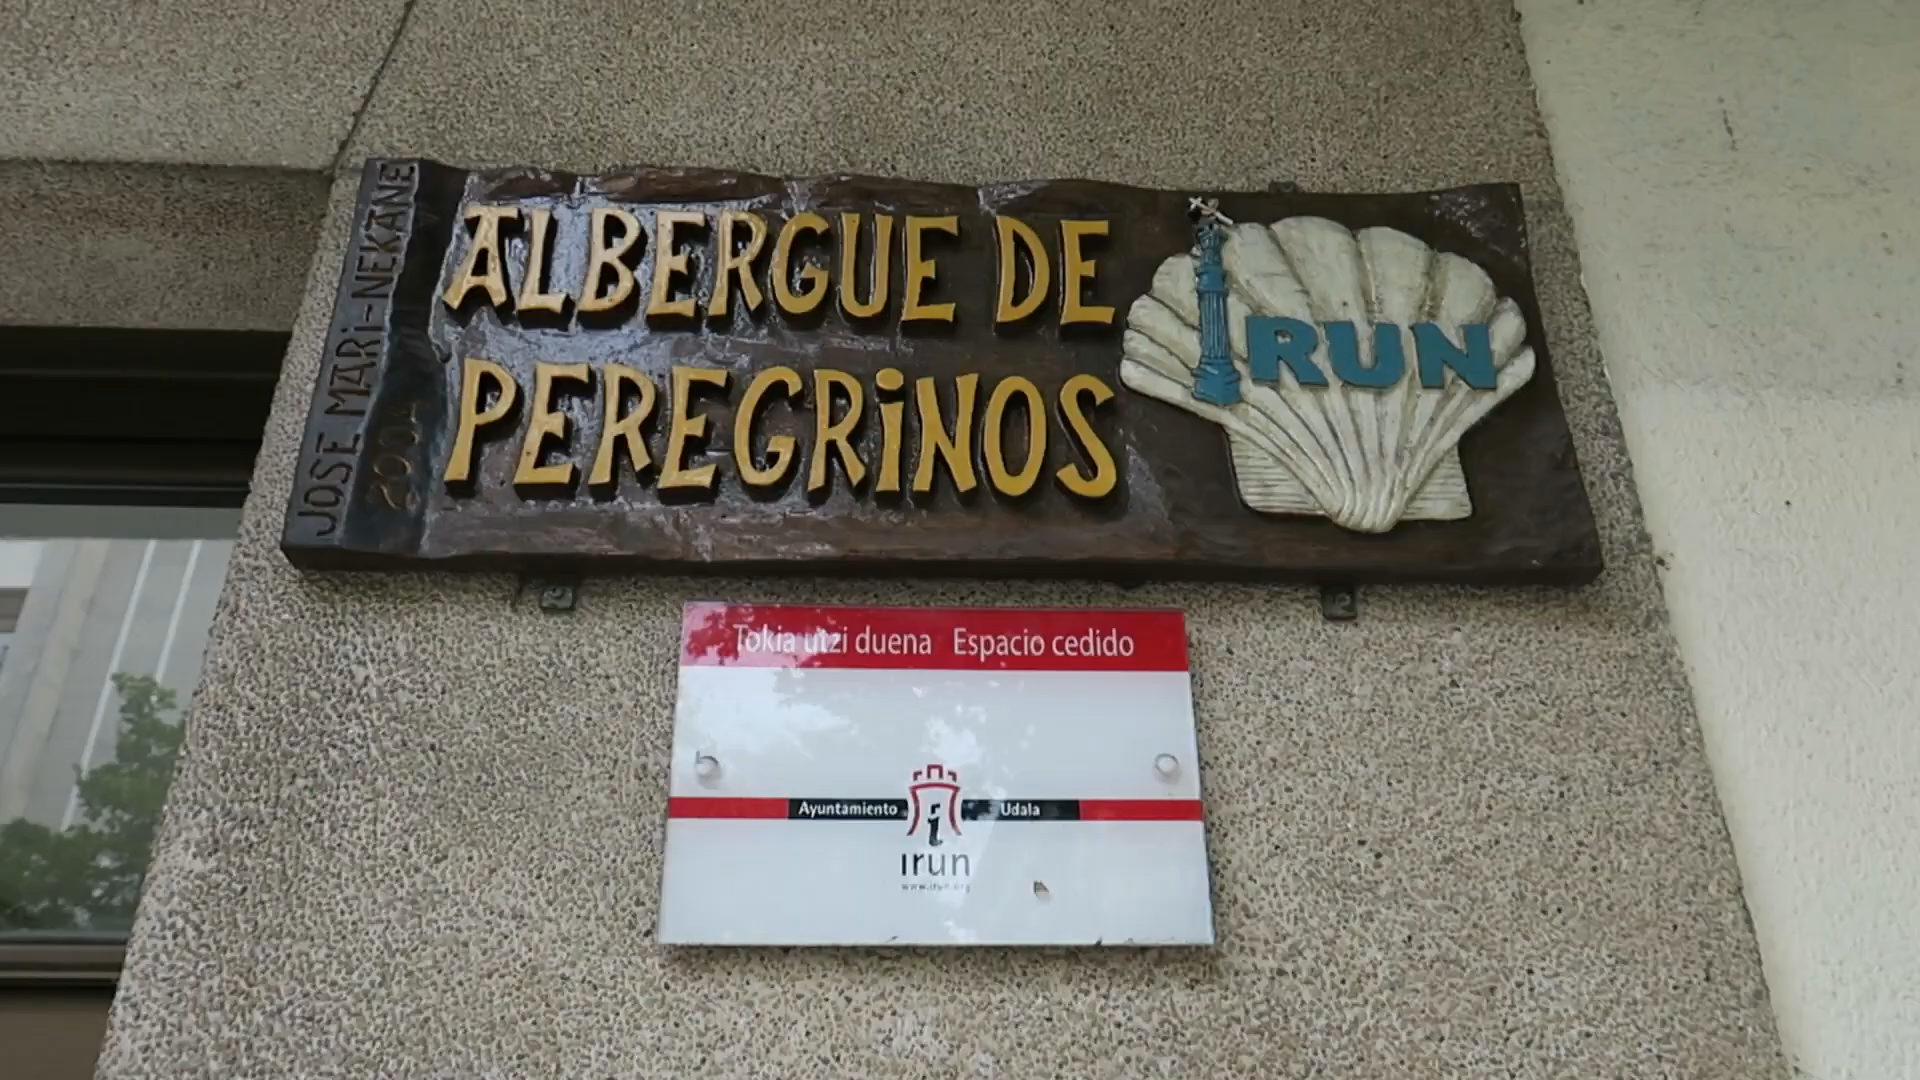 JOSE MARi-NEKANE
2004
ALBERGUE DE
PEREGRiNOS
IRUN
Tokia utzi duena Espacio cedido
Ayuntamiento Udala
irun
www.irun.org